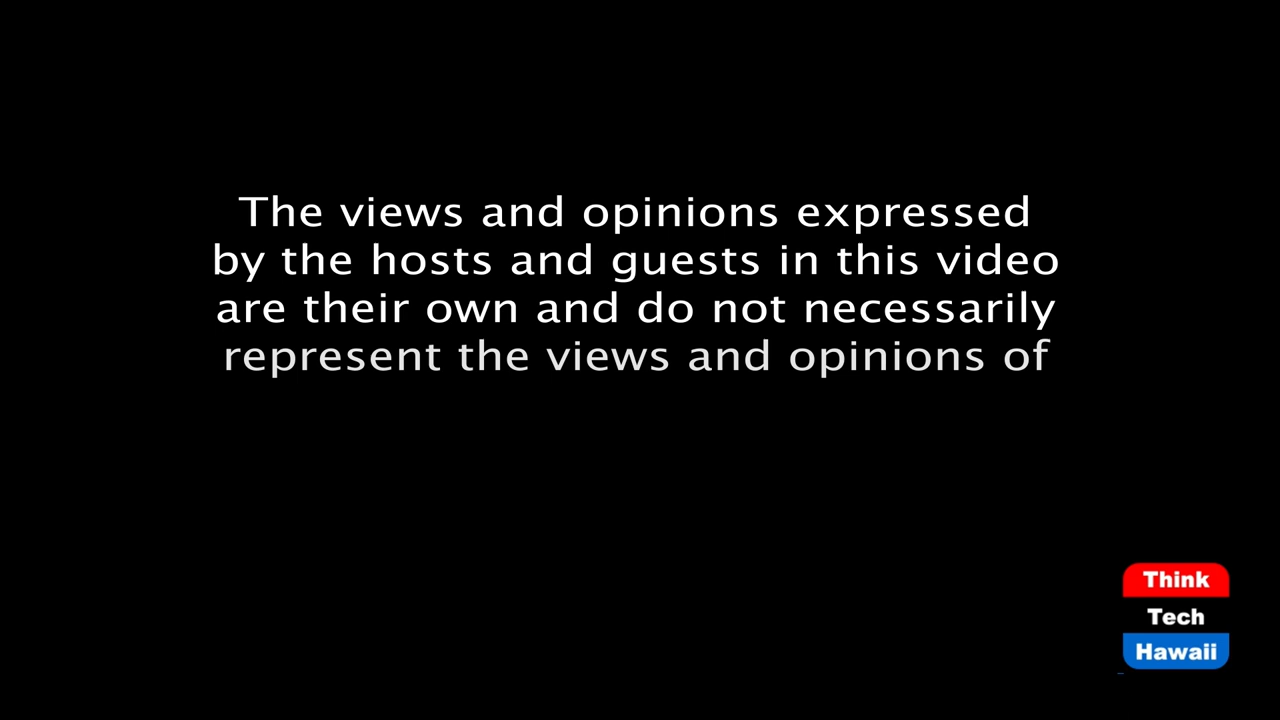 The views and opinions expressed
by the hosts and guests in this video
are their own and do not necessarily
represent the views and opinions of
Think
Tech
Hawaii